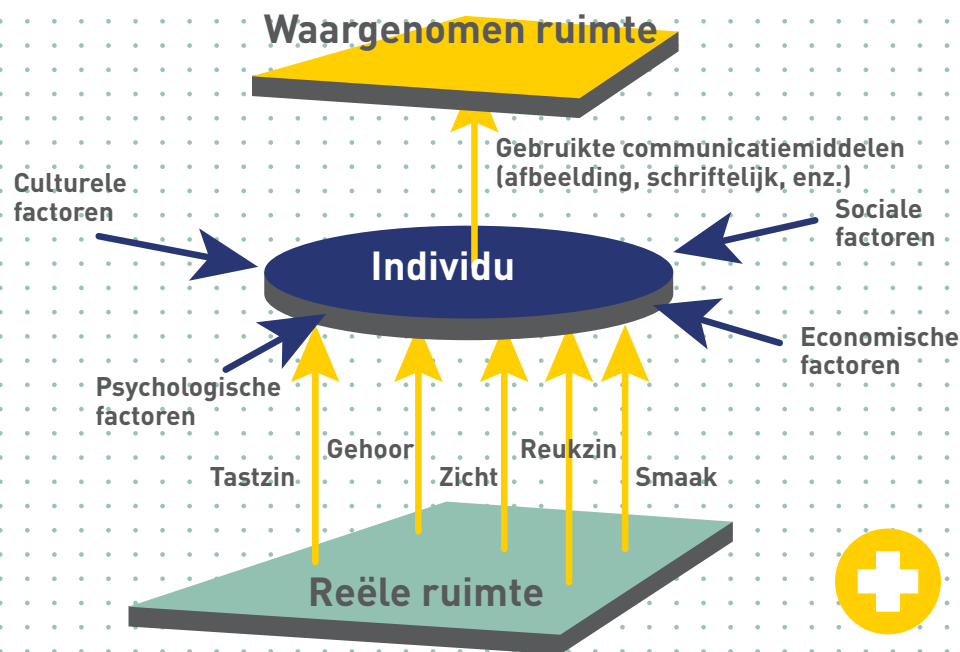 Waargenomen ruimte
Gebruikte communicatiemiddelen
(afbeelding, schriftelijk, enz.)
Culturele
factoren
Sociale
factoren
Individu
Economische
factoren
Psychologische
factoren
Gehoor
Reukzin
Tastzin
Zicht
Smaak
Reële ruimte